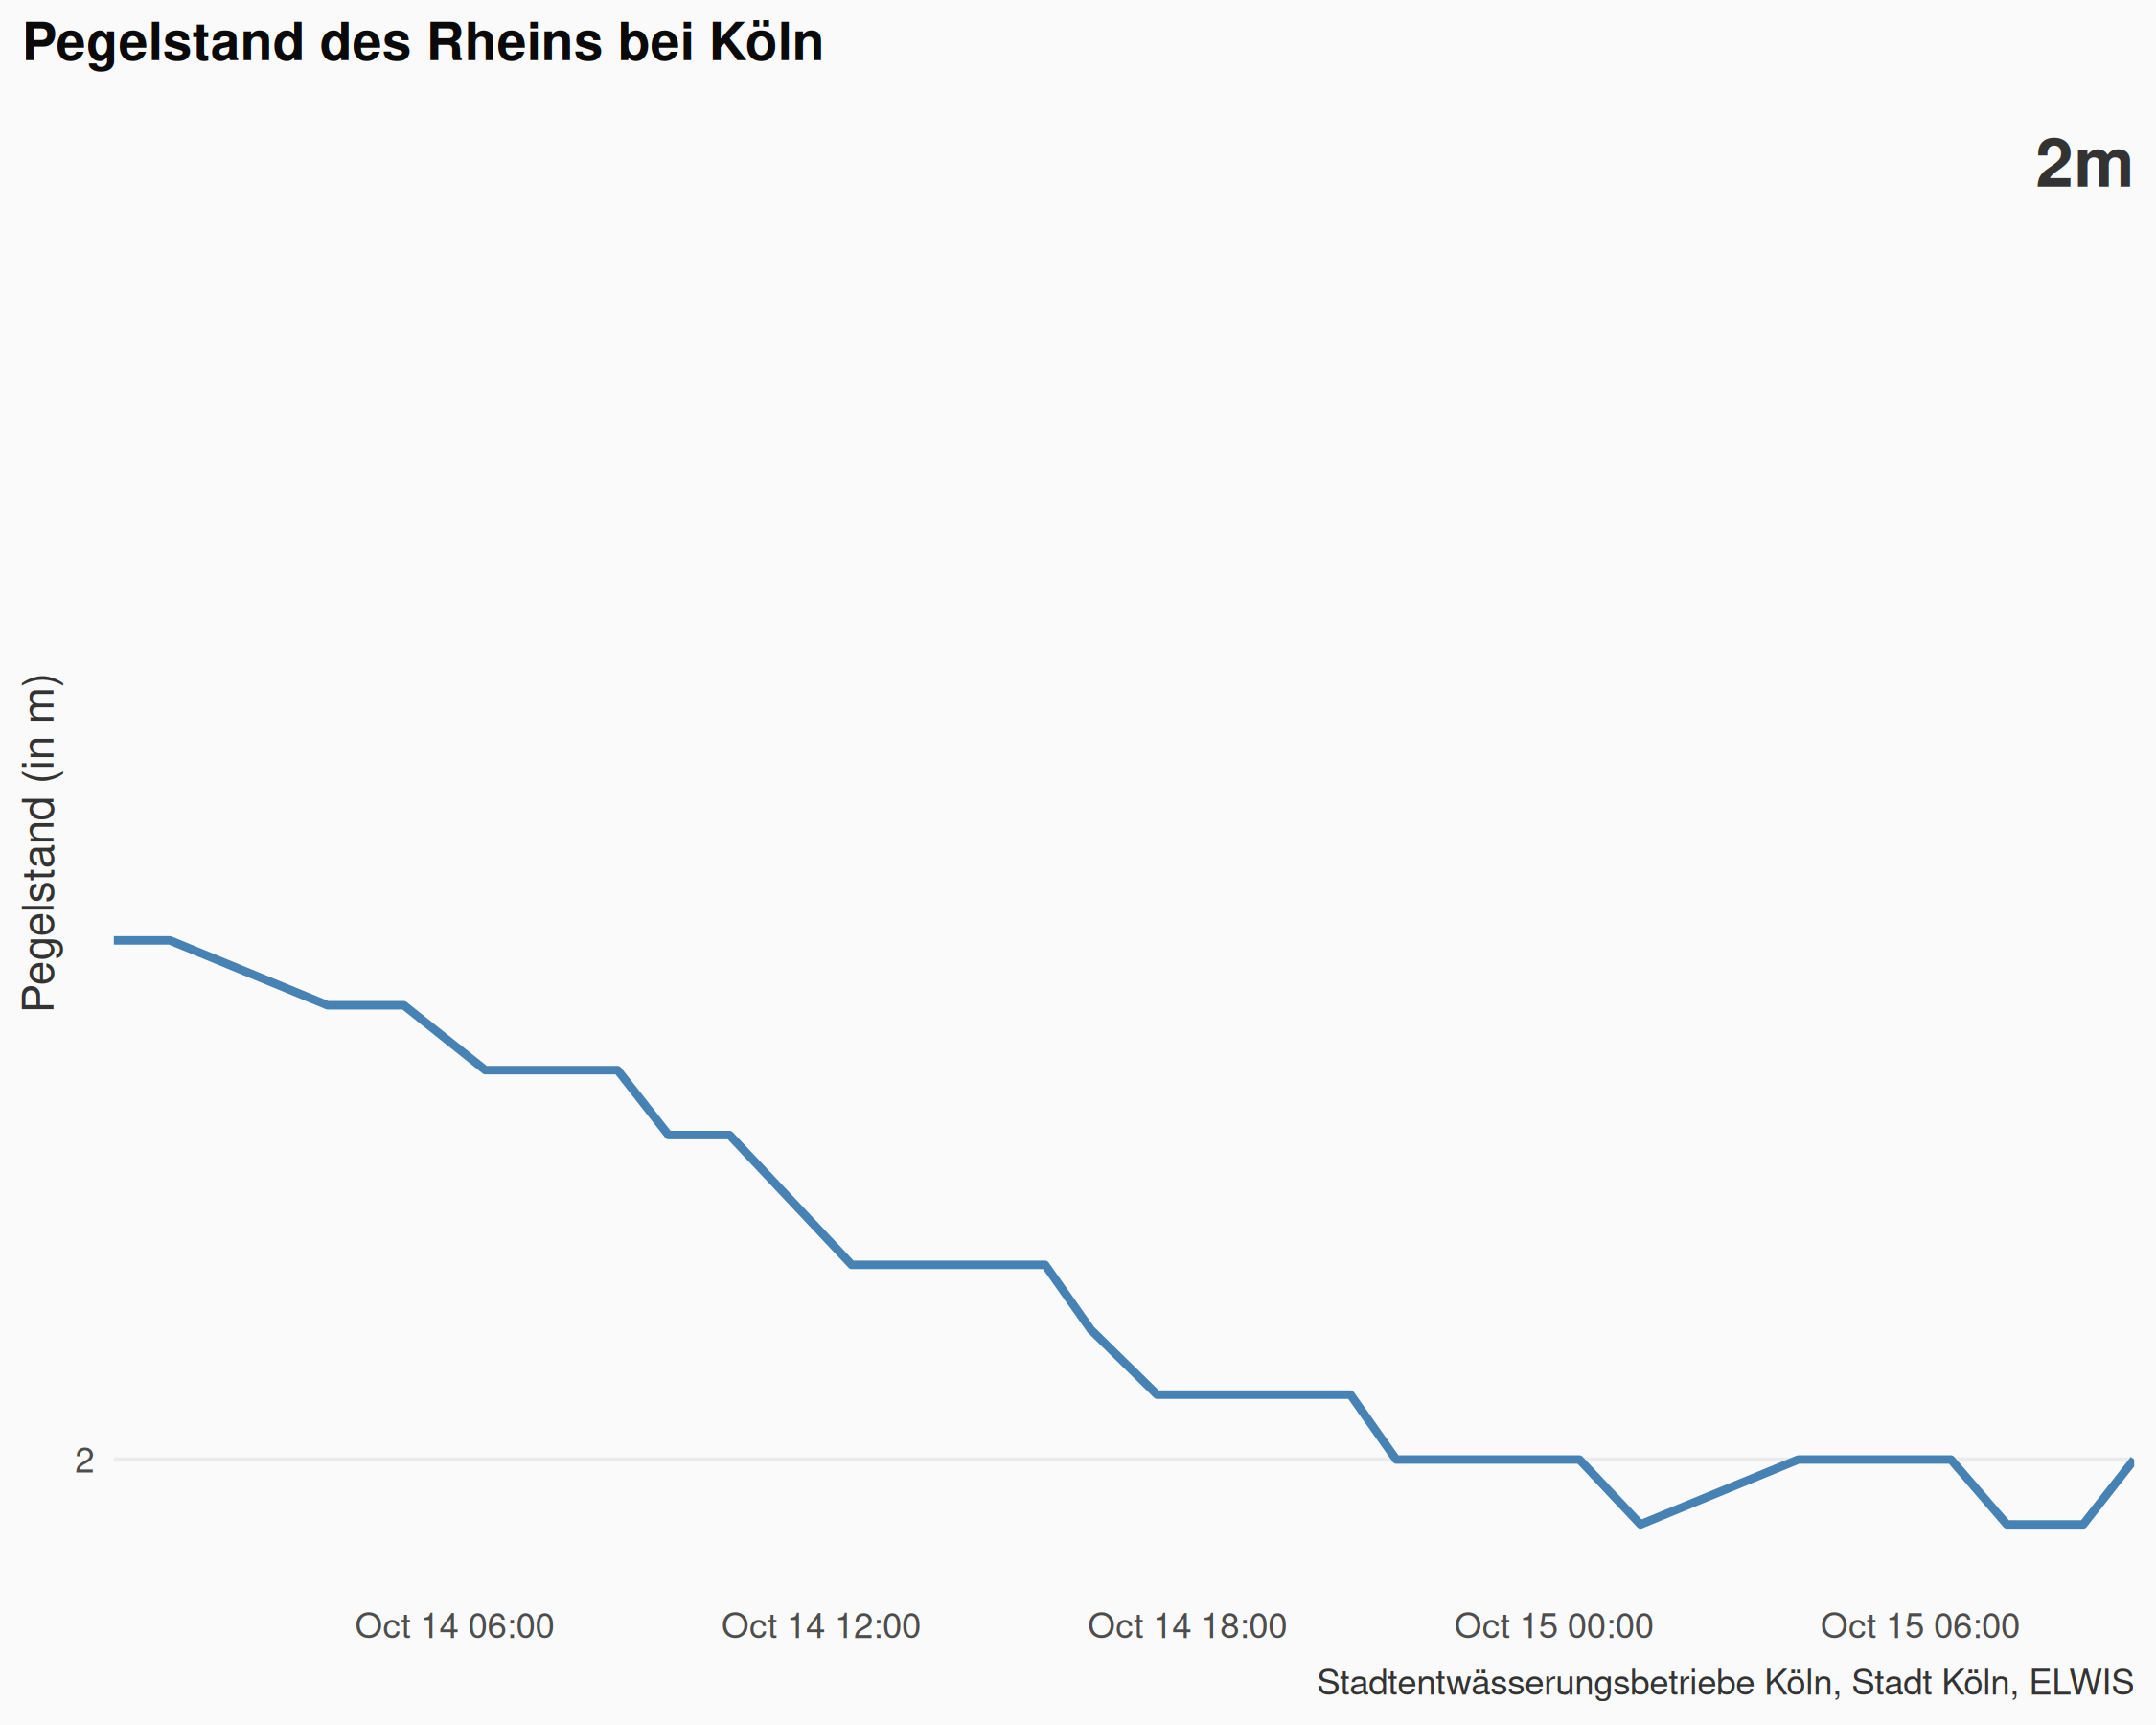 Pegelstand des Rheins bei Köln
2m
Pegelstand (in m)
2
Oct 14 06:00
Oct 14 12:00
Oct 14 18:00
Oct 15 00:00
Oct 15 06:00
Stadtentwässerungsbetriebe Köln, Stadt Köln, ELWIS